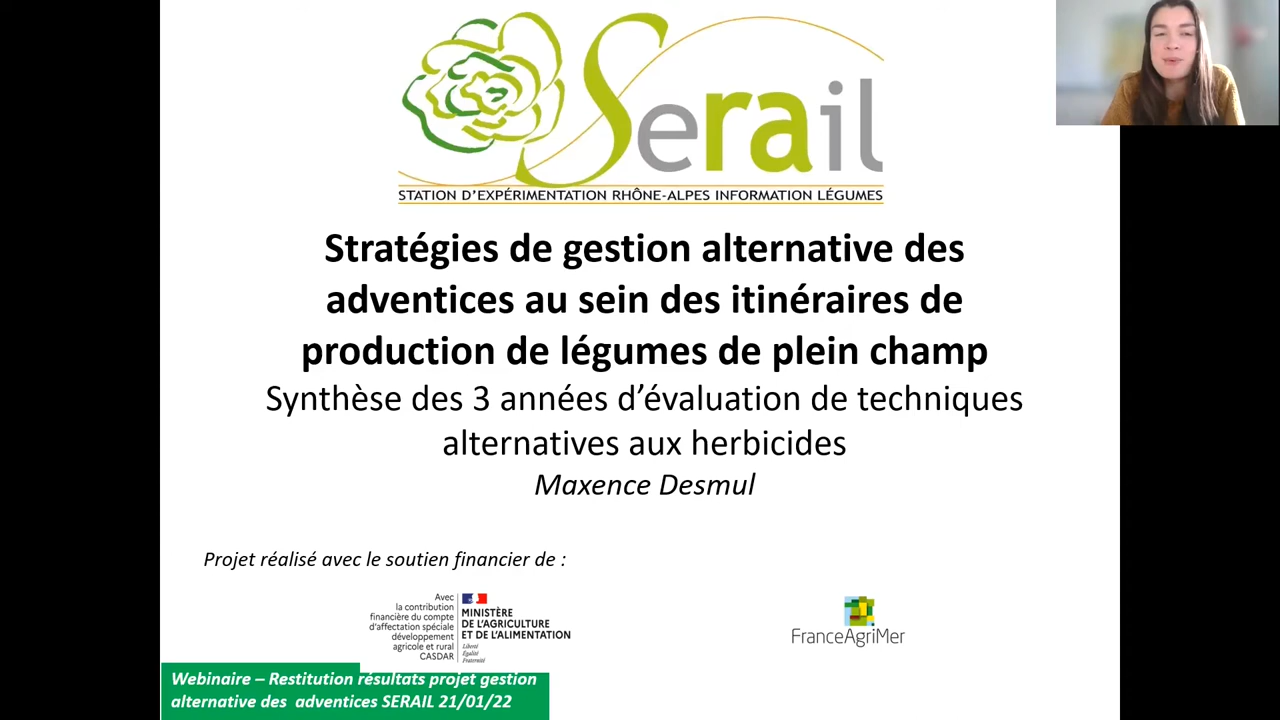 Serail
STATION D'EXPÉRIMENTATION RHÔNE-ALPES INFORMATION LÉGUMES
Stratégies de gestion alternative des
adventices au sein des itinéraires de
production de légumes de plein champ
Synthèse des 3 années d'évaluation de techniques
alternatives aux herbicides
Maxence Desmul
Projet réalisé avec le soutien financier de :
Avec
la contribution
financière du compte
d'affectation spéciale
développement
agricole et rural
CASDAR
MINISTÈRE
DE L'AGRICULTURE
ET DE L'ALIMENTATION
Liberté
Égalité
Fraternité
FranceAgriMer
Webinaire – Restitution résultats projet gestion
alternative des  adventices SERAIL 21/01/22